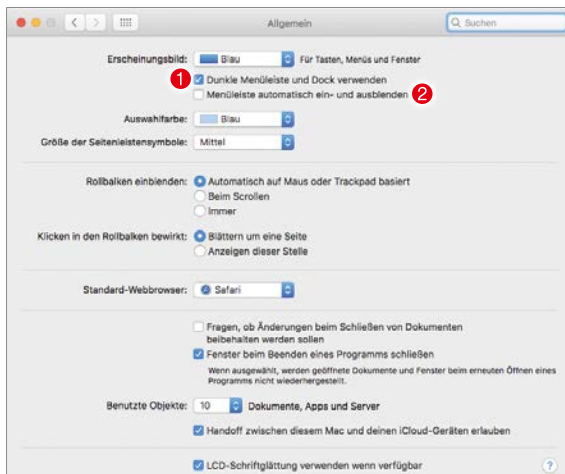 Allgemein
Suchen
Erscheinungsbild: Blau Für Tasten, Menüs und Fenster
1 Dunkle Menüleiste und Dock verwenden
Menüleiste automatisch ein- und ausblenden 2
Auswahlfarbe: Blau
Größe der Seitenleistensymbole: Mittel
Rollbalken einblenden: Automatisch auf Maus oder Trackpad basiert
Beim Scrollen
Immer
Klicken in den Rollbalken bewirkt: Blättern um eine Seite
Anzeigen dieser Stelle
Standard-Webbrowser: Safari
Fragen, ob Änderungen beim Schließen von Dokumenten
beibehalten werden sollen
Fenster beim Beenden eines Programms schließen
Wenn ausgewählt, werden geöffnete Dokumente und Fenster beim erneuten Öffnen eines
Programms nicht wiederhergestellt.
Benutzte Objekte: 10 Dokumente, Apps und Server
Handoff zwischen diesem Mac und deinen iCloud-Geräten erlauben
LCD-Schriftglättung verwenden wenn verfügbar
?